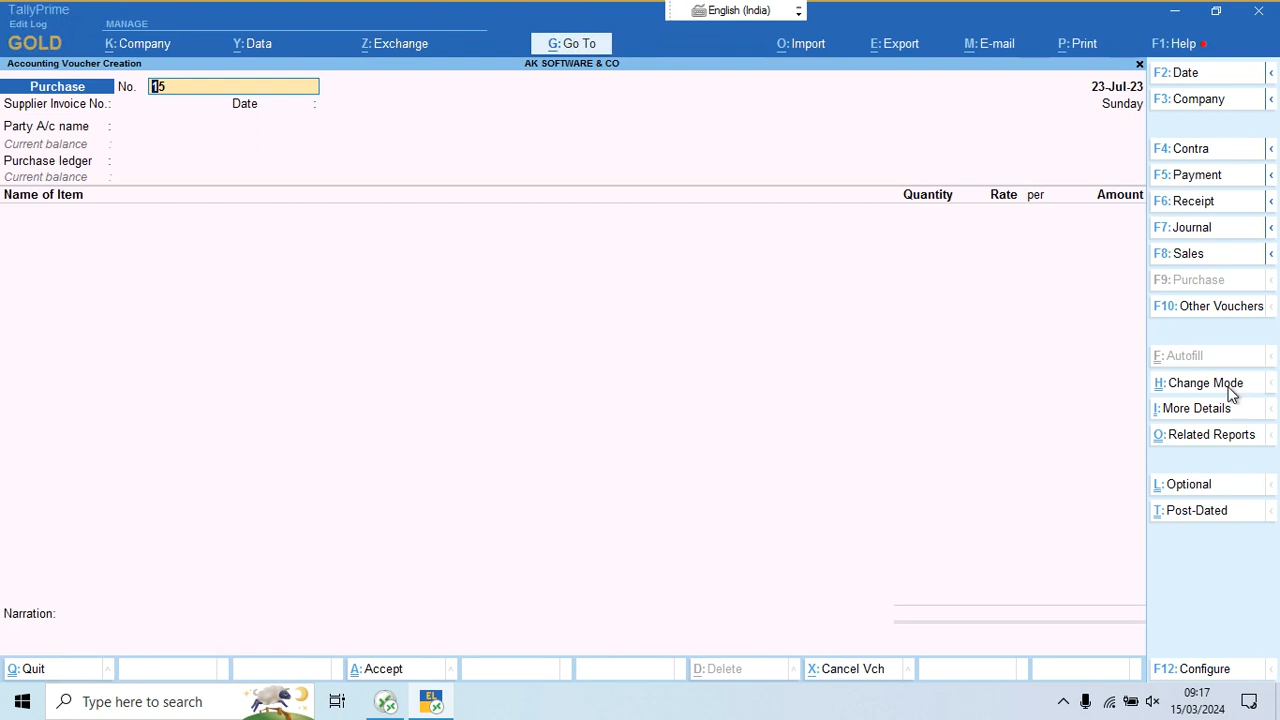 TallyPrime
Edit Log
GOLD
MANAGE
K: Company
Y: Data
Z: Exchange
G: Go To
O: Import
E: Export
M: E-mail
P: Print
F1: Help
English (India)
Accounting Voucher Creation
AK SOFTWARE & CO
Purchase No. 15
23-Jul-23
Supplier Invoice No.: Date :
Sunday
Party A/c name :
Current balance :
Purchase ledger :
Current balance :
Name of Item Quantity Rate per Amount
Narration:
F2: Date
F3: Company
F4: Contra
F5: Payment
F6: Receipt
F7: Journal
F8: Sales
F9: Purchase
F10: Other Vouchers
F: Autofill
H: Change Mode
I: More Details
O: Related Reports
L: Optional
T: Post-Dated
Q: Quit
A: Accept
D: Delete
X: Cancel Vch
F12: Configure
Type here to search
EL
09:17
15/03/2024